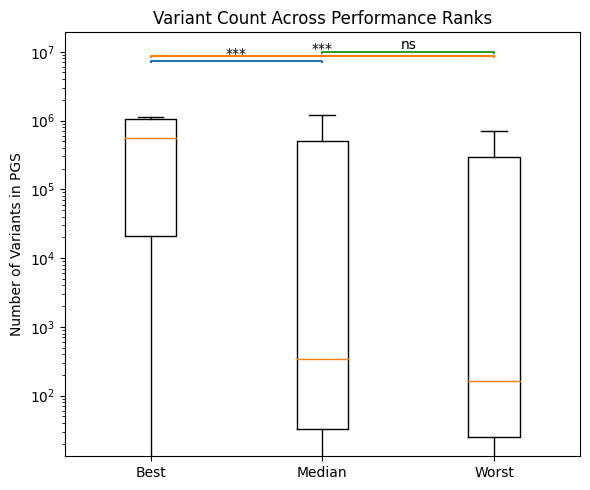 Variant Count Across Performance Ranks
Number of Variants in PGS
10⁷
10⁶
10⁵
10⁴
10³
10²
***
***
ns
Best
Median
Worst